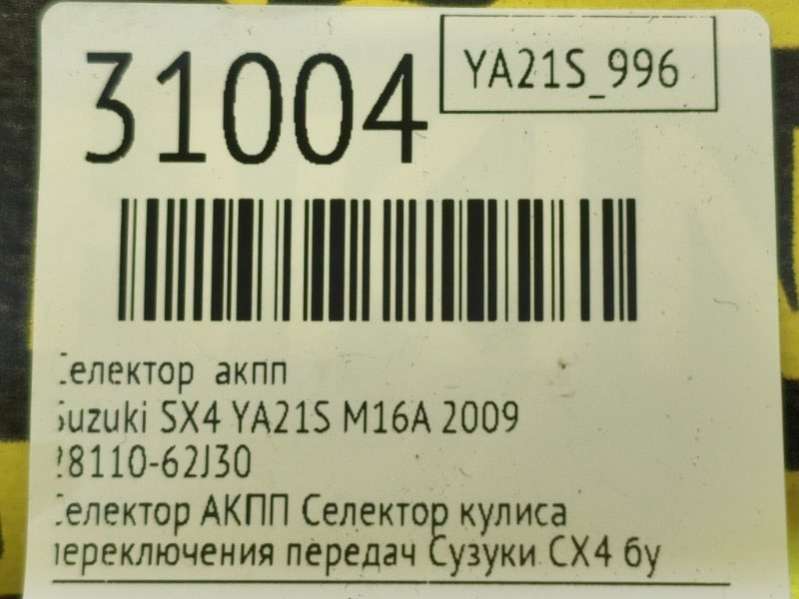 31004
YA21S_996
Селектор акпп
Suzuki SX4 YA21S M16A 2009
28110-62J30
Селектор АКПП Селектор кулиса
переключения передач Сузуки СХ4 бу